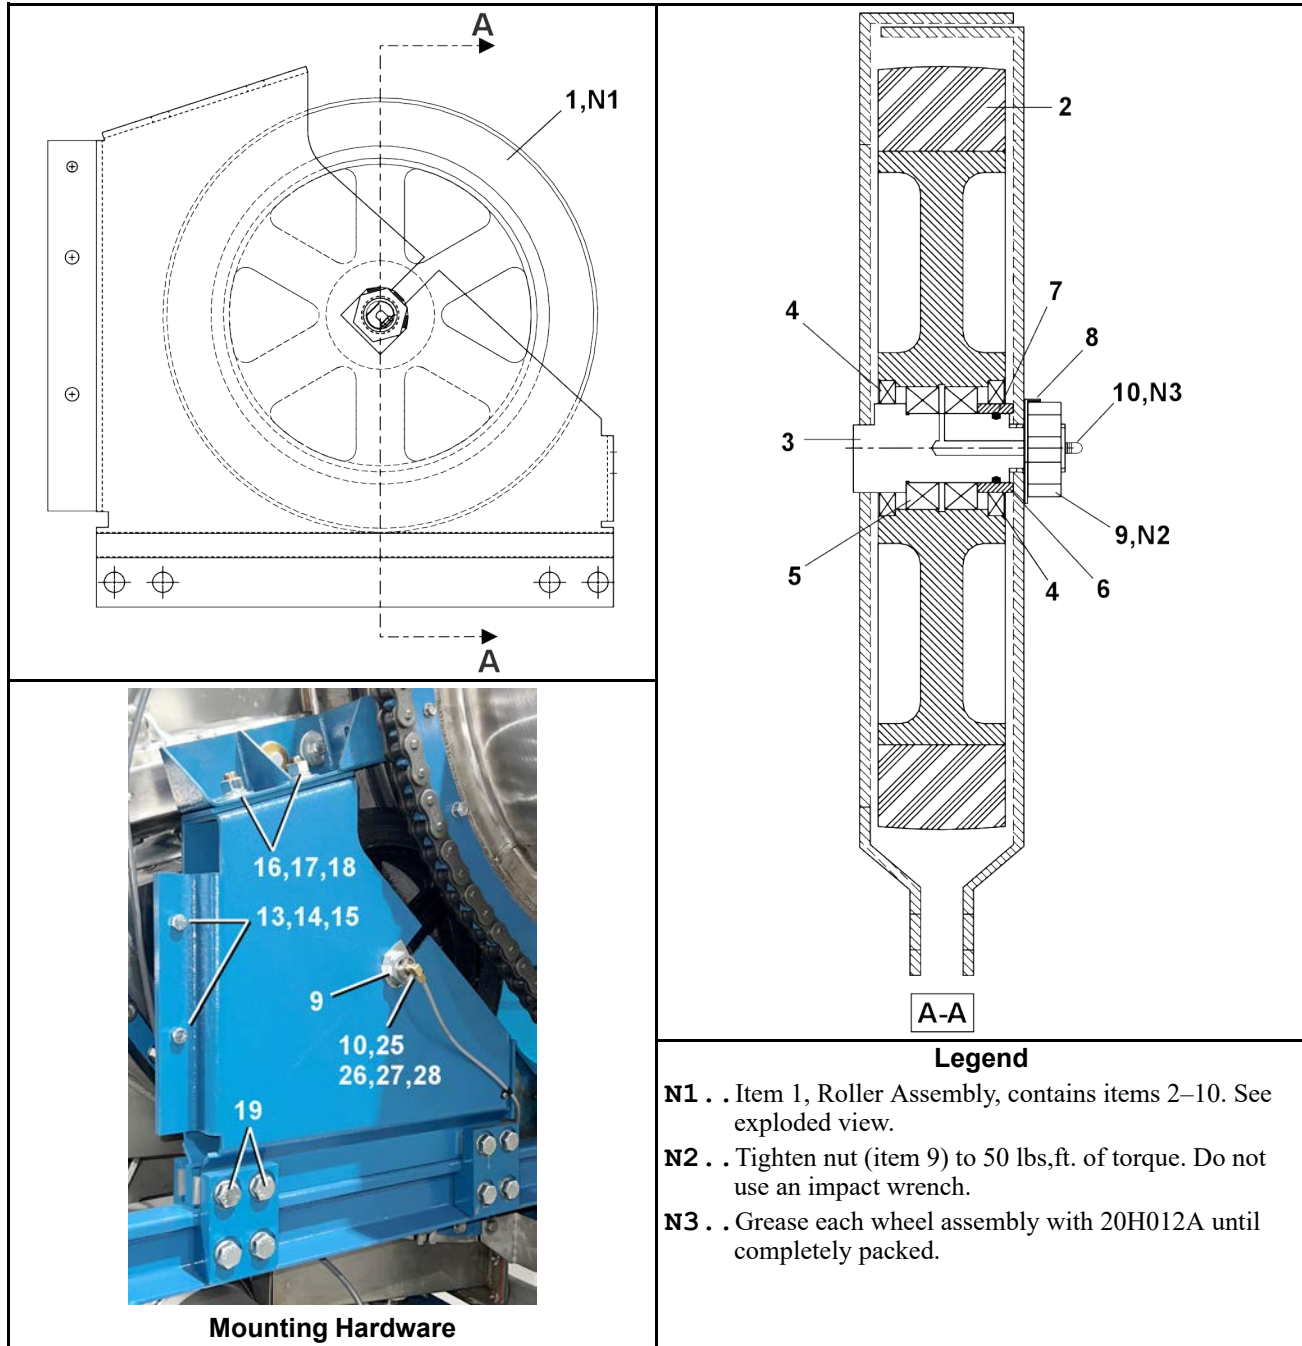 A
1,N1
A
2
7
4
8
10,N3
3
9,N2
5
4
6
A-A
16,17,18
13,14,15
9
10,25
26,27,28
19
Mounting Hardware
Legend
N1 . . Item 1, Roller Assembly, contains items 2–10. See
exploded view.
N2 . . Tighten nut (item 9) to 50 lbs,ft. of torque. Do not
use an impact wrench.
N3 . . Grease each wheel assembly with 20H012A until
completely packed.